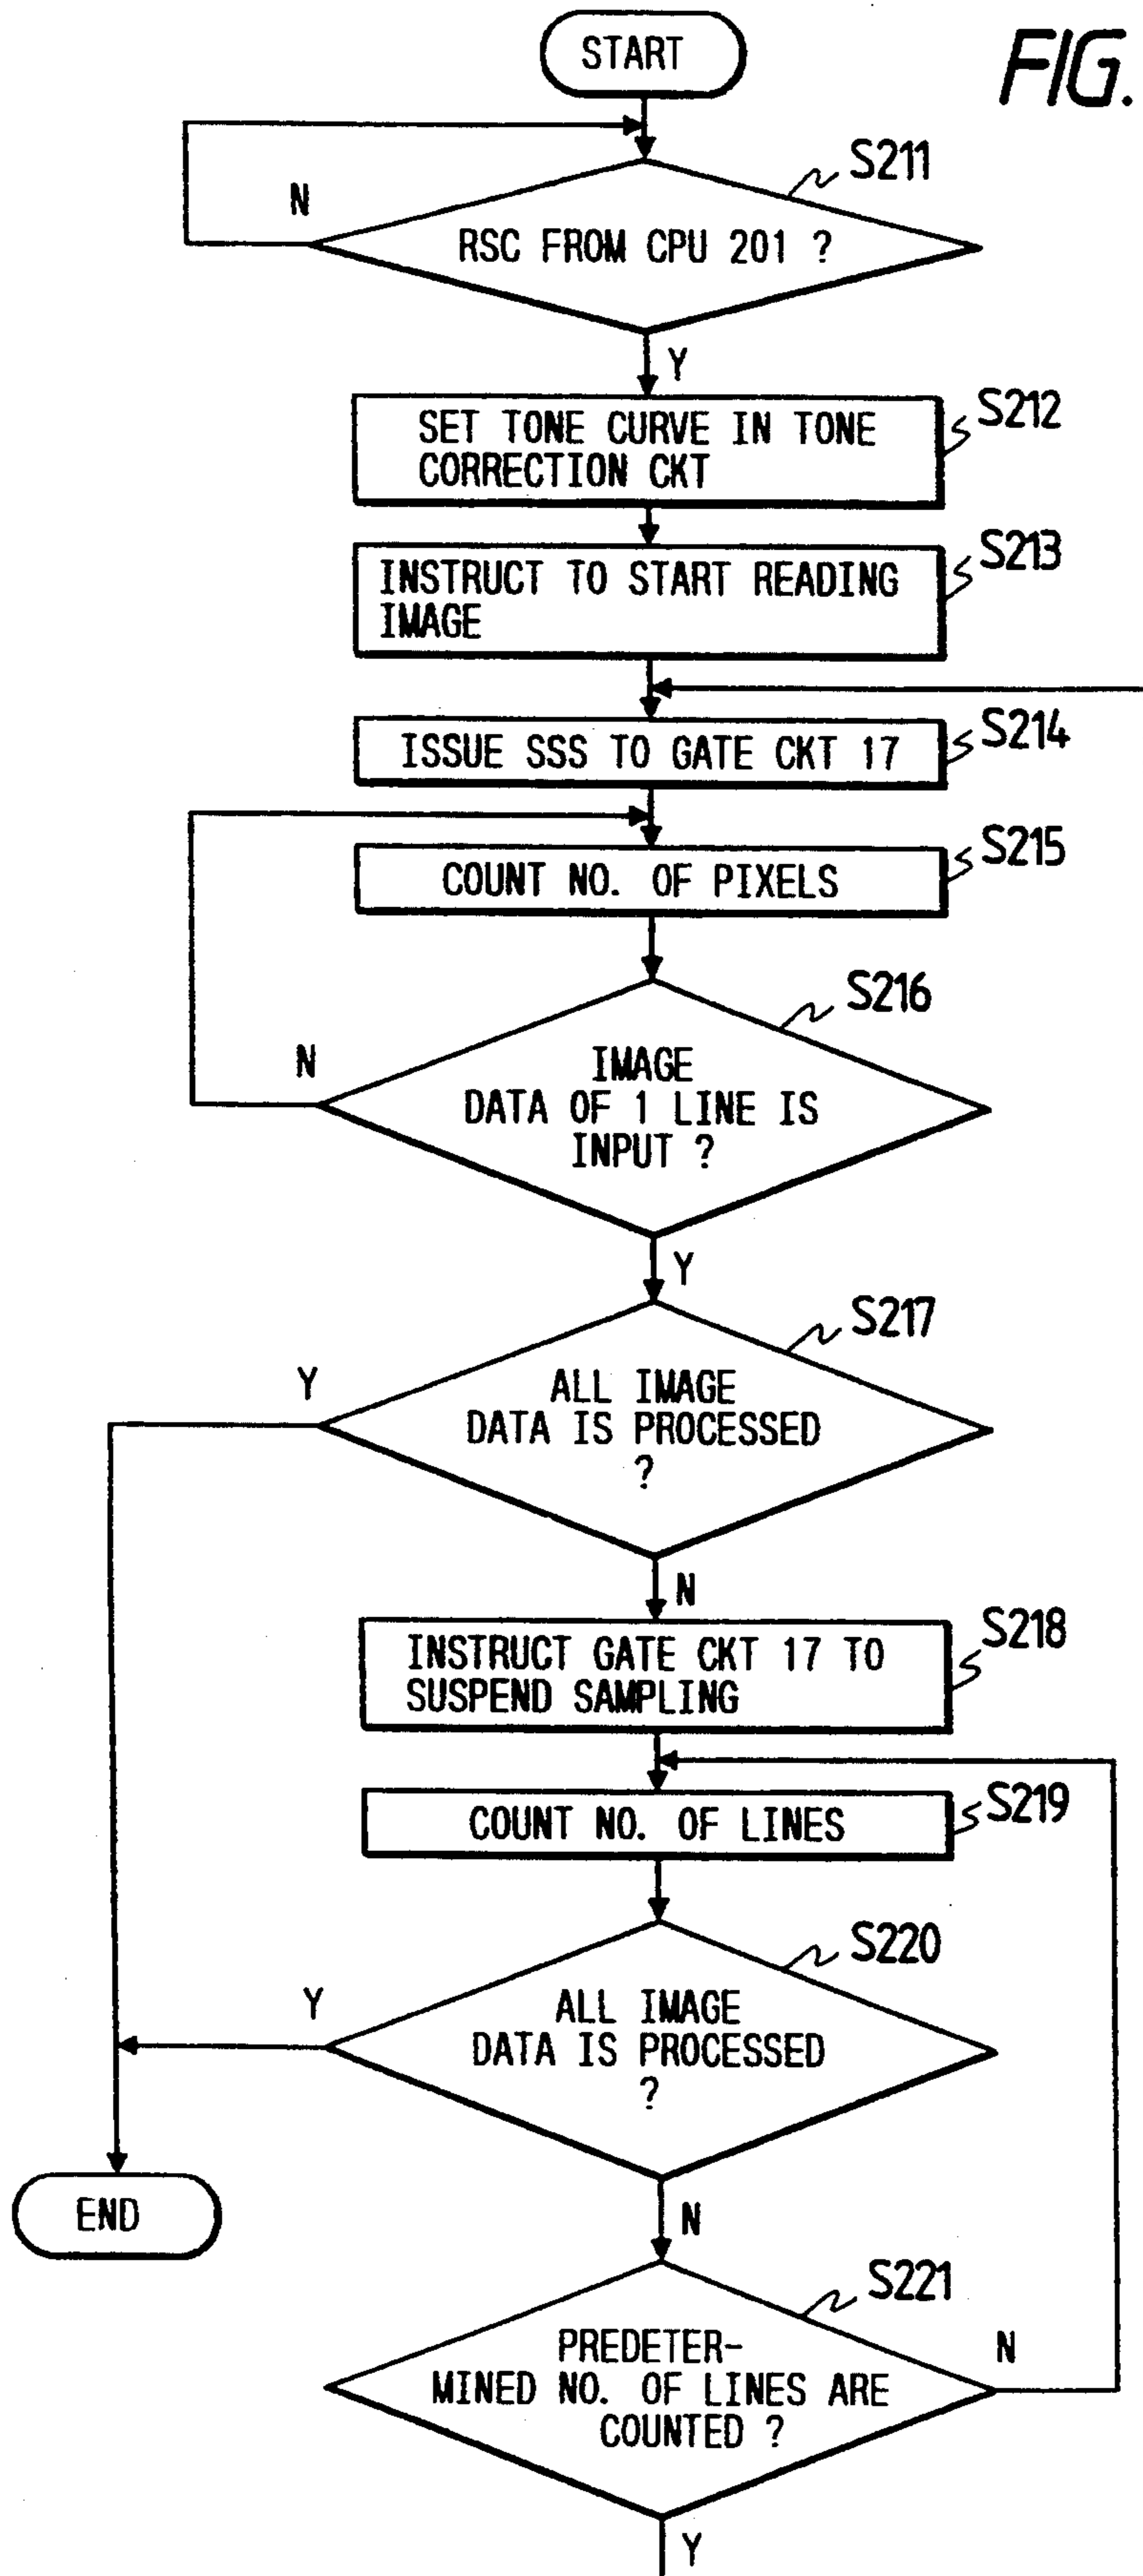 FIG.
START
S211
N
RSC FROM CPU 201 ?
Y
S212
SET TONE CURVE IN TONE
CORRECTION CKT
S213
INSTRUCT TO START READING
IMAGE
S214
ISSUE SSS TO GATE CKT 17
S215
COUNT NO. OF PIXELS
S216
N
IMAGE
DATA OF 1 LINE IS
INPUT ?
Y
S217
Y
ALL IMAGE
DATA IS PROCESSED
?
N
S218
INSTRUCT GATE CKT 17 TO
SUSPEND SAMPLING
S219
COUNT NO. OF LINES
S220
Y
ALL IMAGE
DATA IS PROCESSED
?
END
N
S221
N
PREDETER-
MINED NO. OF LINES ARE
COUNTED ?
Y